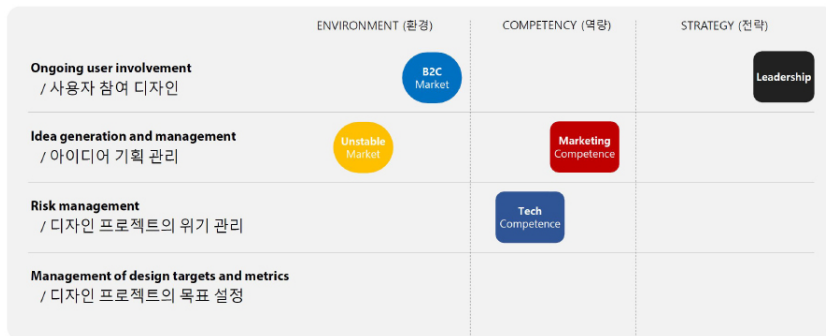 ENVIRONMENT (환경) COMPETENCY (역량) STRATEGY (전략)
Ongoing user involvement
/ 사용자 참여 디자인
B2C
Market
Leadership
Idea generation and management
/ 아이디어 기획 관리
Unstable
Market
Marketing
Competence
Risk management
/ 디자인 프로젝트의 위기 관리
Tech
Competence
Management of design targets and metrics
/ 디자인 프로젝트의 목표 설정